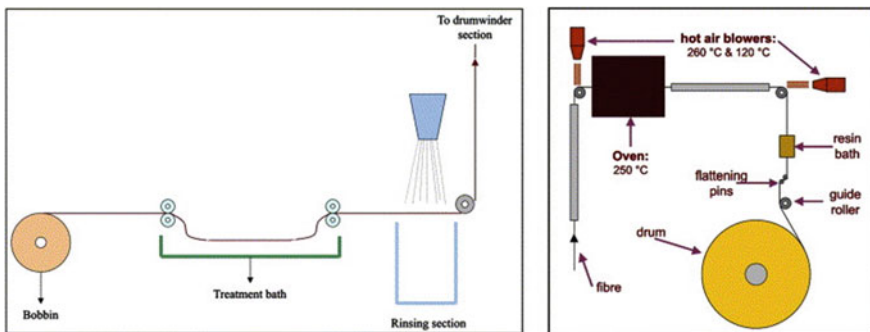 To drumwinder
section
Bobbin
Treatment bath
Rinsing section
hot air blowers:
260 °C & 120 °C
Oven:
250 °C
resin
bath
flattening
pins
guide
roller
drum
fibre